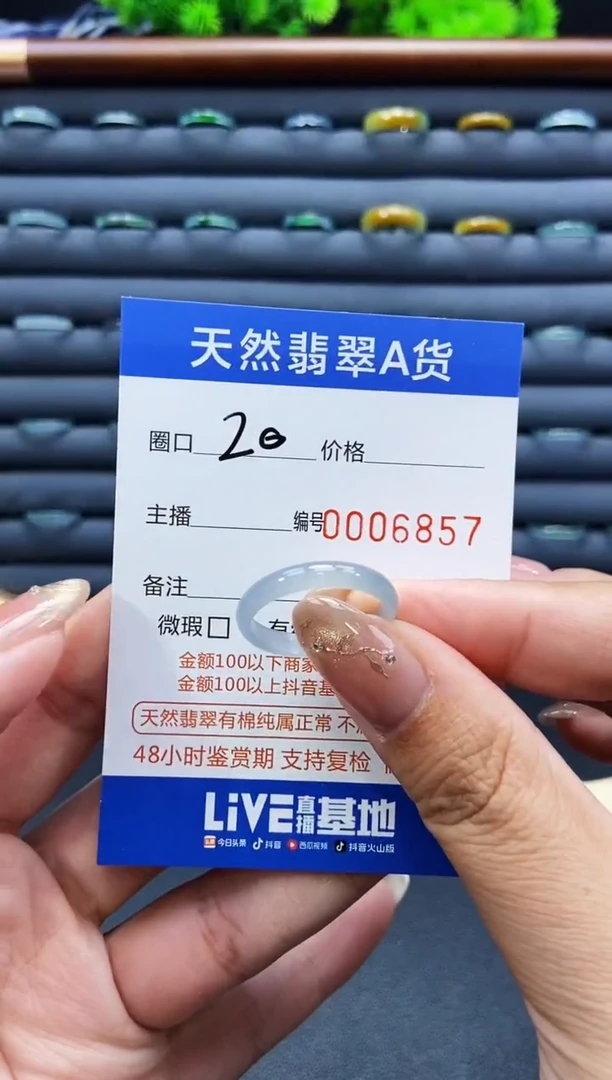 天然翡翠A货
圈口 20 价格
主播 编号0006857
备注
微瑕□
金额100以下商家
金额100以上抖音基
天然翡翠有棉纯属正常 不
48小时鉴赏期 支持复检
LiVE直播基地
今日头条 抖音 西瓜视频 抖音火山版